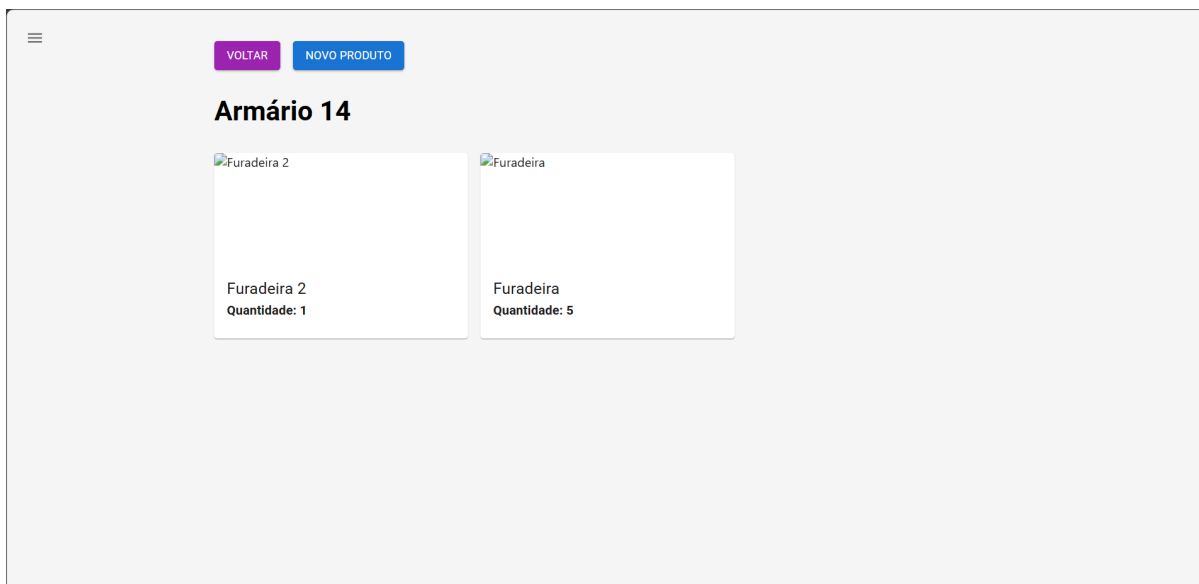 VOLTAR NOVO PRODUTO
Armário 14
Furadeira 2
Furadeira 2
Quantidade: 1
Furadeira
Furadeira
Quantidade: 5